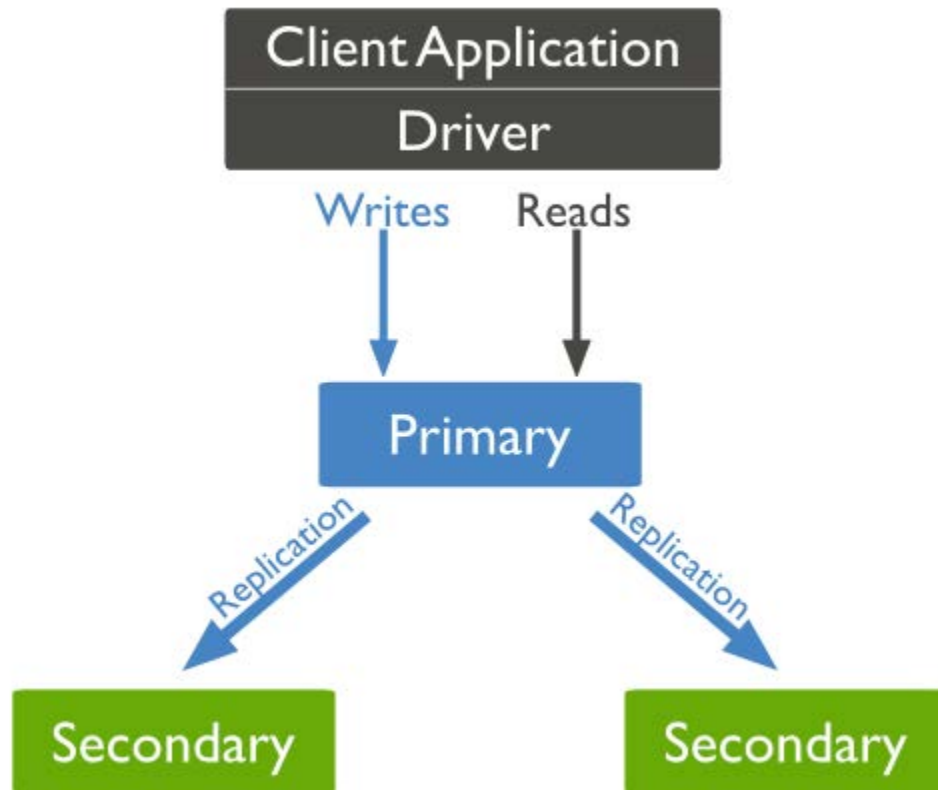 Client Application
Driver
Writes
Reads
Primary
Replication
Replication
Secondary
Secondary